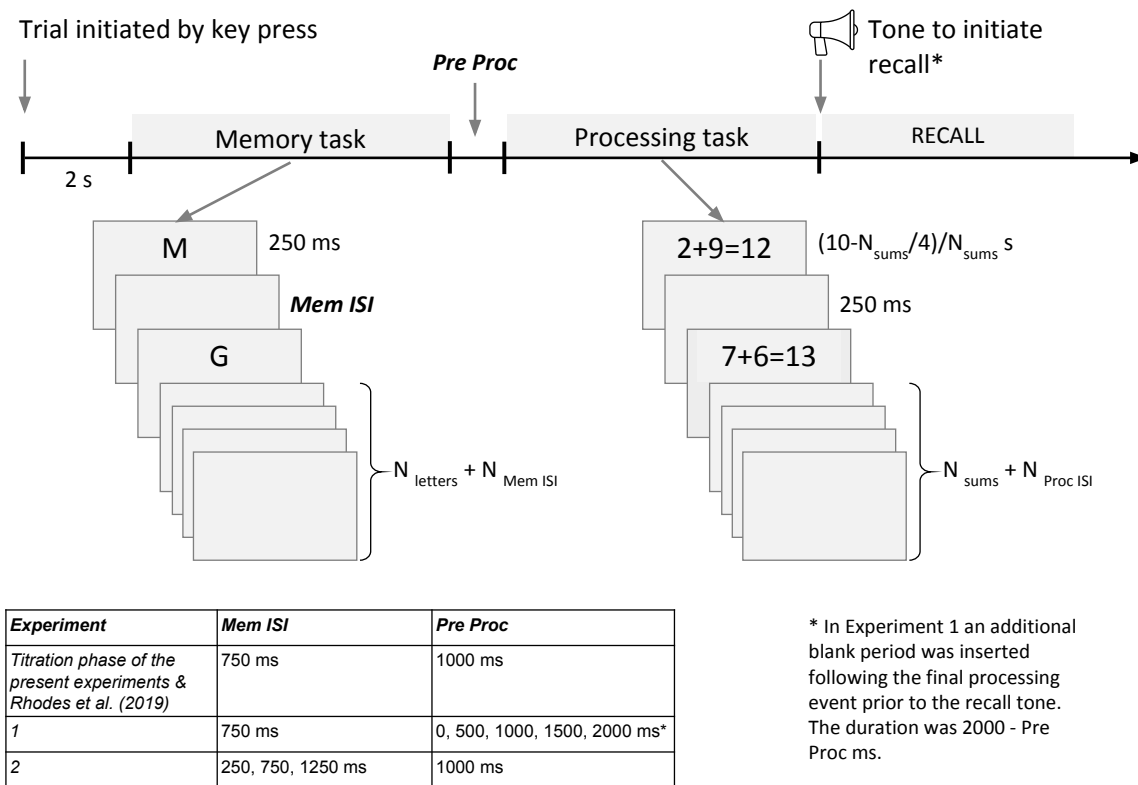 Trial initiated by key press
Tone to initiate
recall*
Pre Proc
Memory task
Processing task
RECALL
2 s
M
250 ms
Mem ISI
G
N letters + N Mem ISI
2+9=12
(10-Nsums/4)/Nsums s
250 ms
7+6=13
N sums + N Proc ISI
Experiment Mem ISI Pre Proc
Titration phase of the 750 ms 1000 ms
present experiments &
Rhodes et al. (2019)
1 750 ms 0, 500, 1000, 1500, 2000 ms*
2 250, 750, 1250 ms 1000 ms
* In Experiment 1 an additional
blank period was inserted
following the final processing
event prior to the recall tone.
The duration was 2000 - Pre
Proc ms.